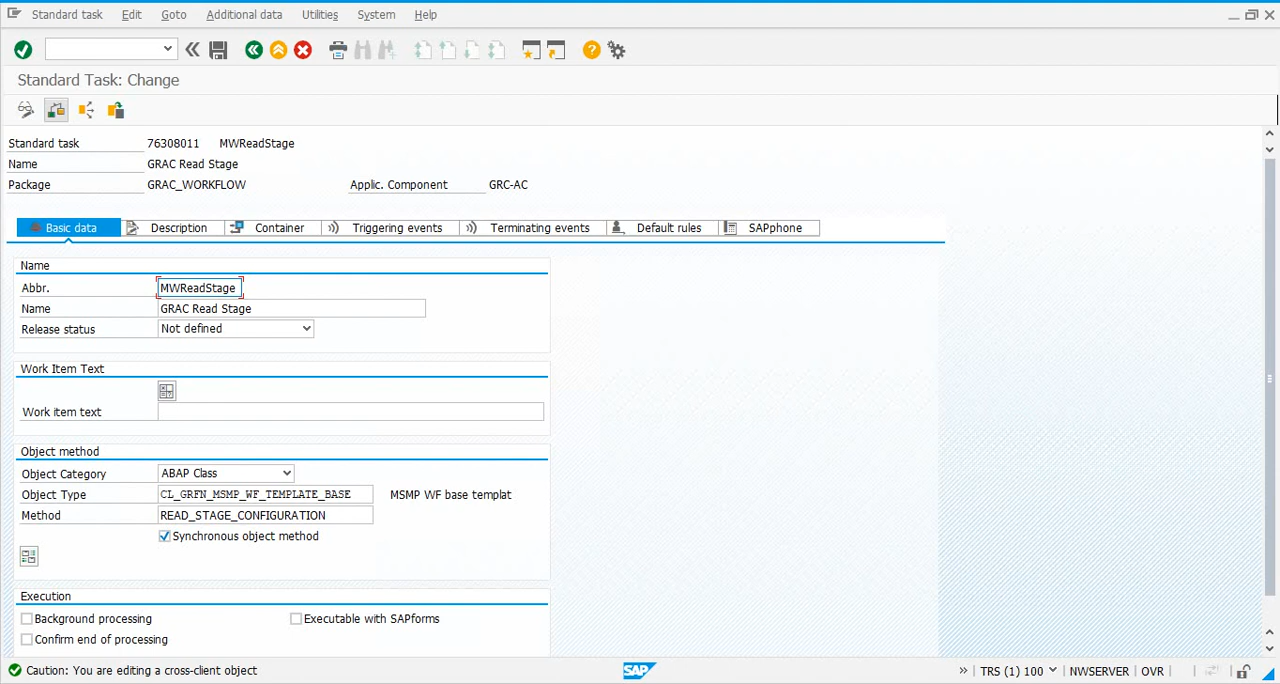 Standard task Edit Goto Additional data Utilities System Help
Standard Task: Change
Standard task 76308011 MWReadStage
Name GRAC Read Stage
Package GRAC_WORKFLOW Applic. Component GRC-AC
Basic data Description Container Triggering events Terminating events Default rules SAPphone
Name
Abbr. MWReadStage
Name GRAC Read Stage
Release status Not defined
Work Item Text
Work item text
Object method
Object Category ABAP Class
Object Type CL_GRFN_MSMP_WF_TEMPLATE_BASE MSMP WF base templat
Method READ_STAGE_CONFIGURATION
Synchronous object method
Execution
Background processing Executable with SAPforms
Confirm end of processing
Caution: You are editing a cross-client object SAP TRS (1) 100 NWSERVER OVR